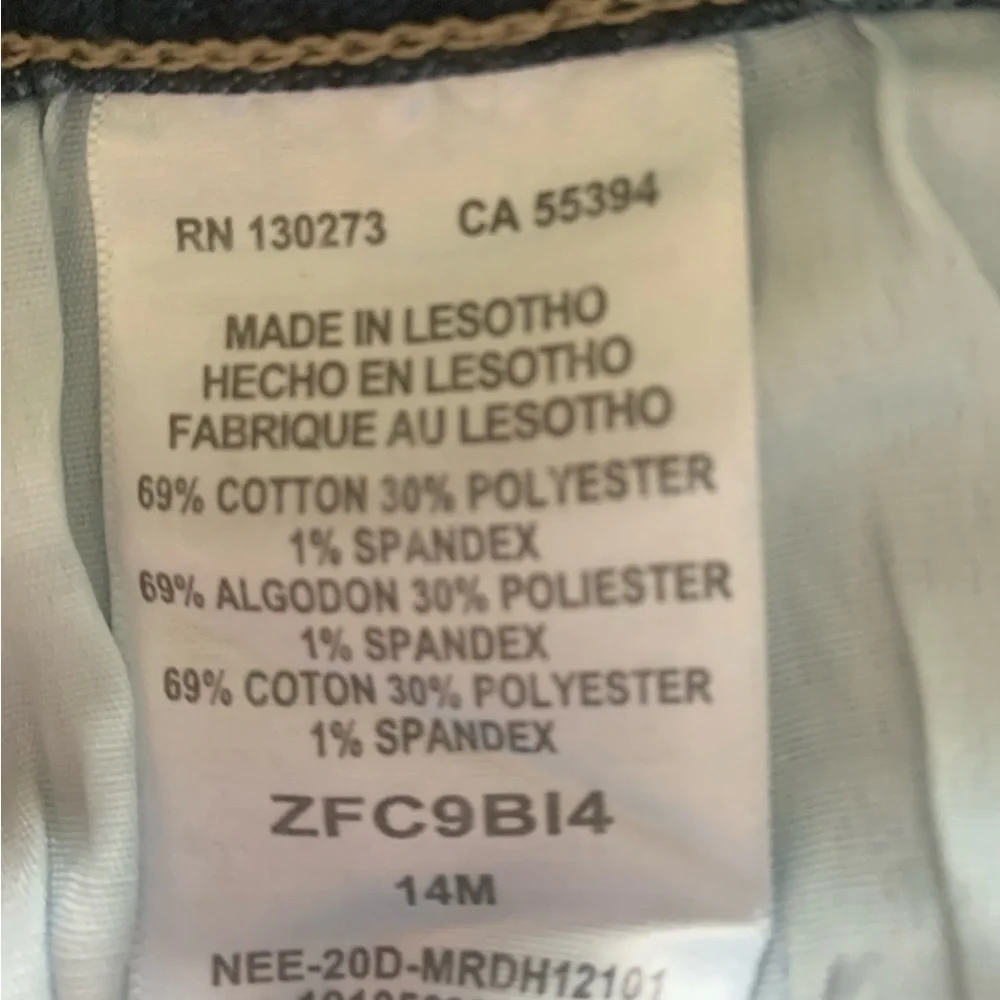 RN 130273 CA 55394
MADE IN LESOTHO
HECHO EN LESOTHO
FABRIQUE AU LESOTHO
69% COTTON 30% POLYESTER
1% SPANDEX
69% ALGODON 30% POLIESTER
1% SPANDEX
69% COTON 30% POLYESTER
1% SPANDEX
ZFC9BI4
14M
NEE-20D-MRDH12101